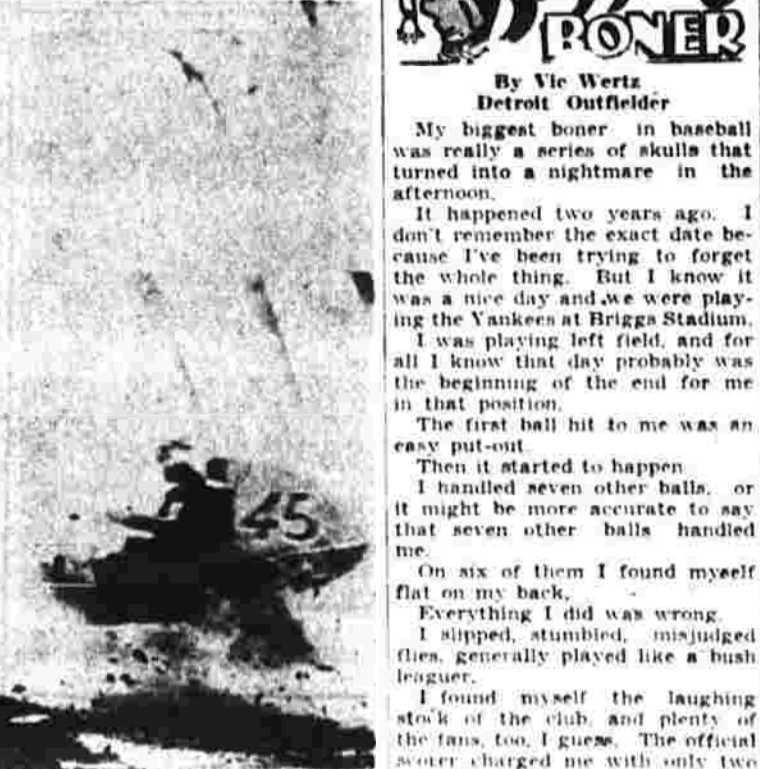 BONER
By Vic Wertz
Detroit Outfielder
My biggest boner in baseball
was really a series of skulls that
turned into a nightmare in the
afternoon.
It happened two years ago. I
don't remember the exact date be-
cause I've been trying to forget
the whole thing. But I know it
was a nice day and we were play-
ing the Yankees at Briggs Stadium.
I was playing left field, and for
all I know that day probably was
the beginning of the end for me
in that position.
The first ball hit to me was an
easy put-out
Then it started to happen
I handled seven other balls, or
it might be more accurate to say
that seven other balls handled
me.
On six of them I found myself
flat on my back.
Everything I did was wrong.
I slipped, stumbled, misjudged
flies, generally played like a bush
leaguer.
I found myself the laughing
stock of the club, and plenty of
the fans, too, I guess. The official
scorer charged me with only two
45